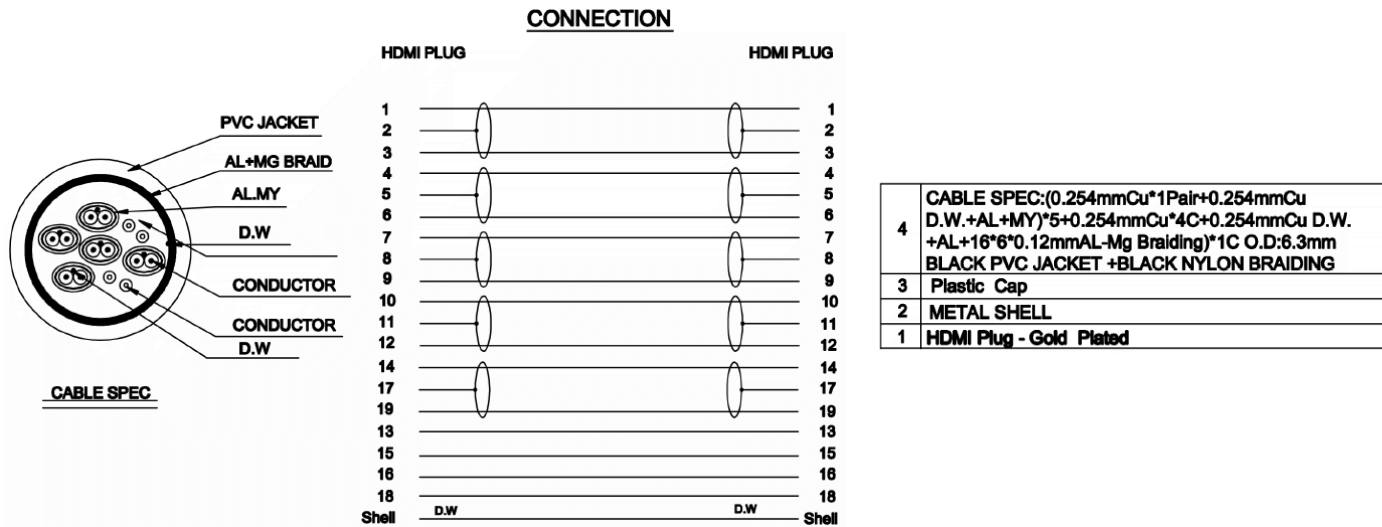 CONNECTION
HDMI PLUG
HDMI PLUG
PVC JACKET
AL+MG BRAID
AL.MY
D.W
CONDUCTOR
CONDUCTOR
D.W
CABLE SPEC
1 1
2 2
3 3
4 4
5 5
6 6
7 7
8 8
9 9
10 10
11 11
12 12
14 14
17 17
19 19
13 13
15 15
16 16
18 18
Shell D.W D.W Shell
4 CABLE SPEC:(0.254mmCu*1Pair+0.254mmCu
D.W.+AL+MY)*5+0.254mmCu*4C+0.254mmCu D.W.
+AL+16*6*0.12mmAL-Mg Braiding)*1C O.D:6.3mm
BLACK PVC JACKET +BLACK NYLON BRAIDING
3 Plastic Cap
2 METAL SHELL
1 HDMI Plug - Gold Plated